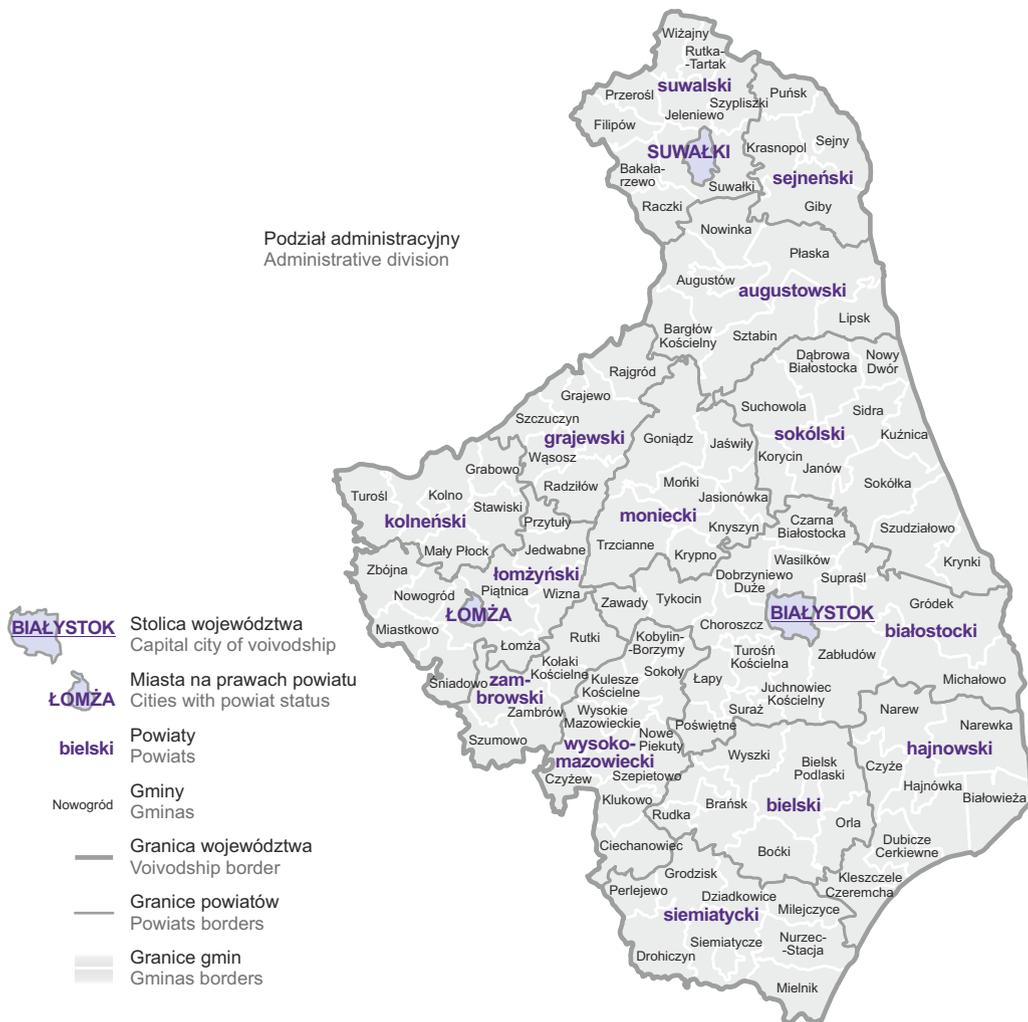 Podział administracyjny
Administrative division
Wiżajny
Rutka-
-Tartak
suwalski
Przerośl
Szypliszki
Puńsk
Jeleniewo
Filipów
Sejny
Krasnopol
SUWAŁKI
Bakała-
rzewo
sejneński
Suwałki
Raczki
Giby
Nowinka
Płaska
Augustów
augustowski
Lipsk
Bargłów
Kościelny
Sztabin
Dąbrowa
Białostocka
Nowy
Dwór
Rajgród
Grajewo
Suchowola
Sidra
Szczuczyn
grajewski
Goniądz
Jaświły
sokólski
Kuźnica
Wąsosz
Korycin
Janów
Grabowo
Radziłów
Mońki
Sokółka
Turośl
Kolno
Stawiski
Jasionówka
kolneński
Przytuły
moniecki
Knyszyn
Czarna
Białostocka
Szudziałowo
Mały Płock
Jedwabne
Trzcianne
Krypno
Wasilków
Krynki
Zbójna
łomżyński
Dobrzyniewo
Duże
Supraśl
Nowogród
Piątnica
Wizna
Zawady
Tykocin
Gródek
ŁOMŻA
BIAŁYSTOK
Choroszcz
białostocki
Miastkowo
Rutki
Kobylin-
-Borzymy
Łomża
Turośń
Kościelna
Zabłudów
Kołaki
Kościelne
Sokoły
Śniadowo
zam-
browski
Kulesze
Kościelne
Łapy
Juchnowiec
Kościelny
Michałowo
Zambrów
Wysokie
Mazowieckie
Suraż
Narew
Poświętne
Narewka
Szumowo
Nowe
Piekuty
wysoko-
mazowiecki
Wyszki
hajnowski
Bielsk
Podlaski
Czyże
Czyżew
Szepietowo
Hajnówka
Białowieża
Klukowo
Brańsk
bielski
Rudka
Orla
Ciechanowiec
Boćki
Dubicze
Cerkiewne
Grodzisk
Kleszczele
Perlejewo
Dziadkowice
Czeremcha
siemiatycki
Milejczyce
Siemiatycze
Nurzec-
-Stacja
Drohiczyn
Mielnik
BIAŁYSTOK
Stolica województwa
Capital city of voivodship
ŁOMŻA
Miasta na prawach powiatu
Cities with powiat status
bielski
Powiaty
Powiats
Nowogród
Gminy
Gminas
Granica województwa
Voivodship border
Granice powiatów
Powiats borders
Granice gmin
Gminas borders